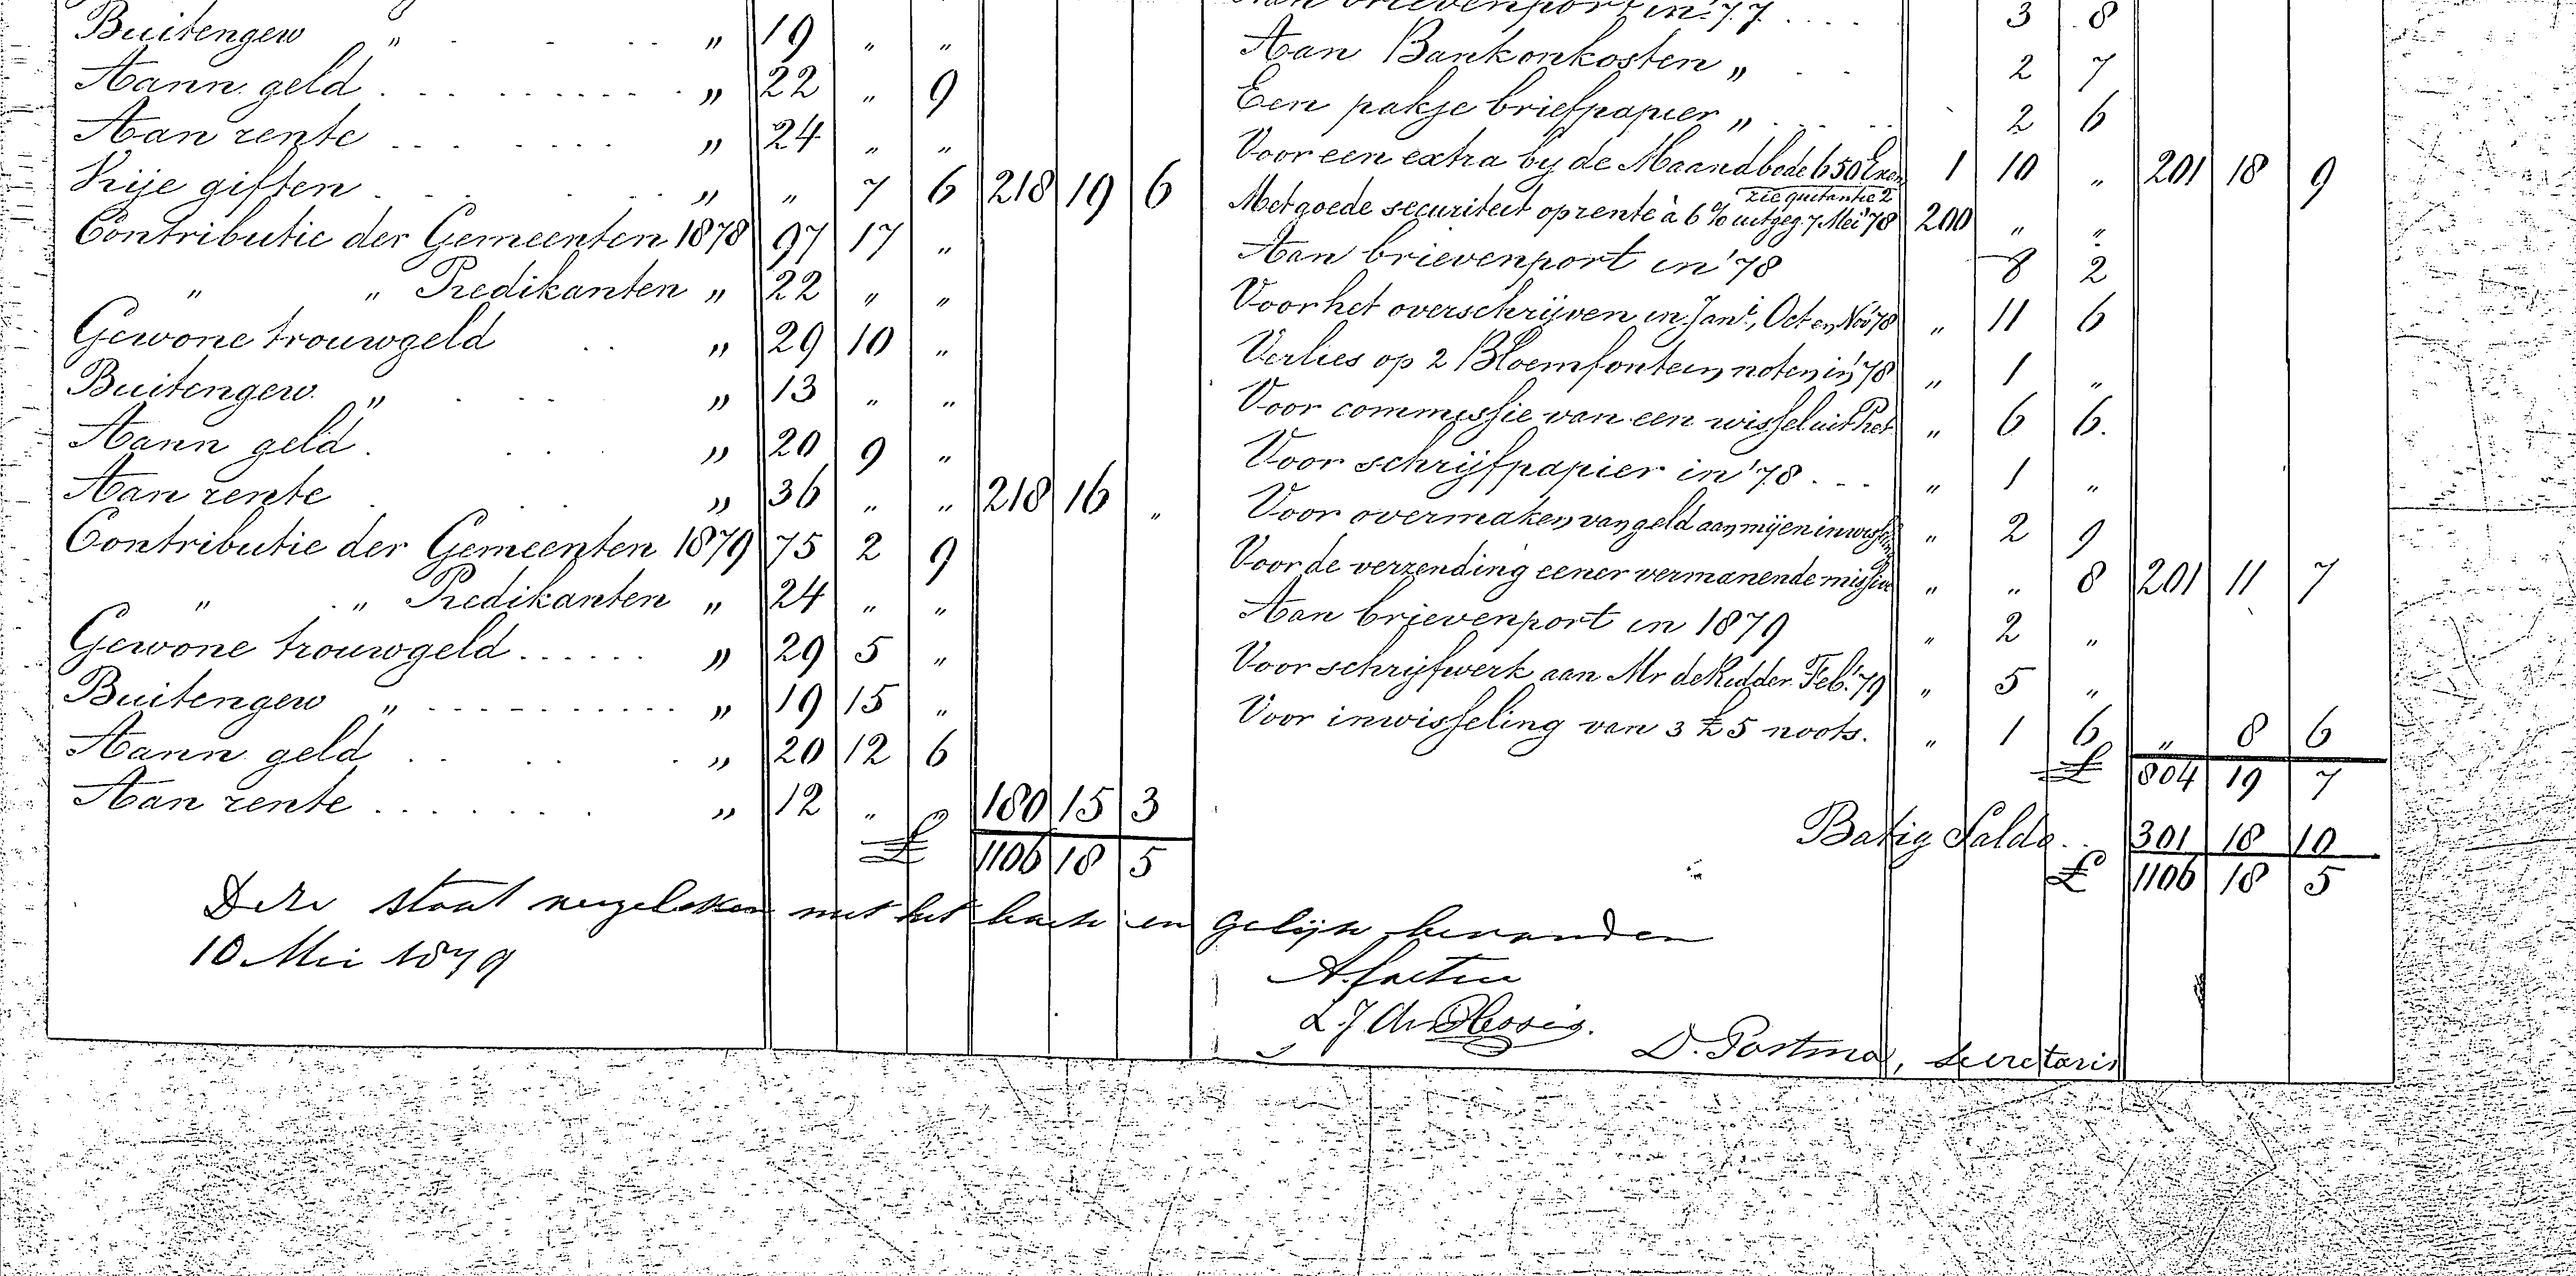 Buitengew " . . . . " 19 " "
Aann. geld . . . . . . . . . " 22 " 9
Aan rente . . . . . . . " 24 " "
Vrije giften . . . . " " 7 6 218 19 6
Contributie der Gemeenten 1878 97 17 "
" " Predikanten " 22 " "
Gewone trouwgeld . . " 29 10 "
Buitengew. " . . . " 13 " "
Aann geld . . . . " 20 9 "
Aan rente . . . " 36 " " 218 16 "
Contributie der Gemeenten 1879 75 2 9
" " Predikanten " 24 " "
Gewone trouwgeld . . . . . . " 29 5 "
Buitengew " - - - - - - - - - - " 19 15 "
Aann geld . . . . . " 20 12 6
Aan rente . . . . . . . . " 12 " " 180 15 3
£ 1106 18 5
Deze staat vergeleken met het boek en gelijk bevonden
10 Mei 1879
Aan brievenport in '77 . . . . 3 8
Aan Bankonkosten " . . 2 7
Een pakje briefpapier " . . . . 2 6
Voor een extra by de Maandbode 650 Exem 1 10 " 201 18 9
zie quitantie 2
Met goede securiteit op rente à 6 % uitgeg. 7 Mei '78 200 " "
Aan brievenport in '78 8 2
Voor het overschrijven in Jan., Oct en Nov '78 " 11 6
Verlies op 2 Bloemfontein noten in '78 " 1 "
Voor commissie van een wissel uit Pret " 6 6.
Voor schrijfpapier in '78 . . . " 1 "
Voor overmaken van geld aan mij en inwissel " 2 9
Voor de verzending eener vermanende missive " " 8 201 11 7
Aan brievenport in 1879 " 2 "
Voor schrijfwerk aan Mr de Ridder Feb. '79 " 5 "
Voor inwisseling van 3 £5 noots. " 1 6 " 8 6
£ 804 19 7
Batig Saldo . . 301 18 10
£ 1106 18 5
L. J du Plessis.
D. Postma, Secretaris